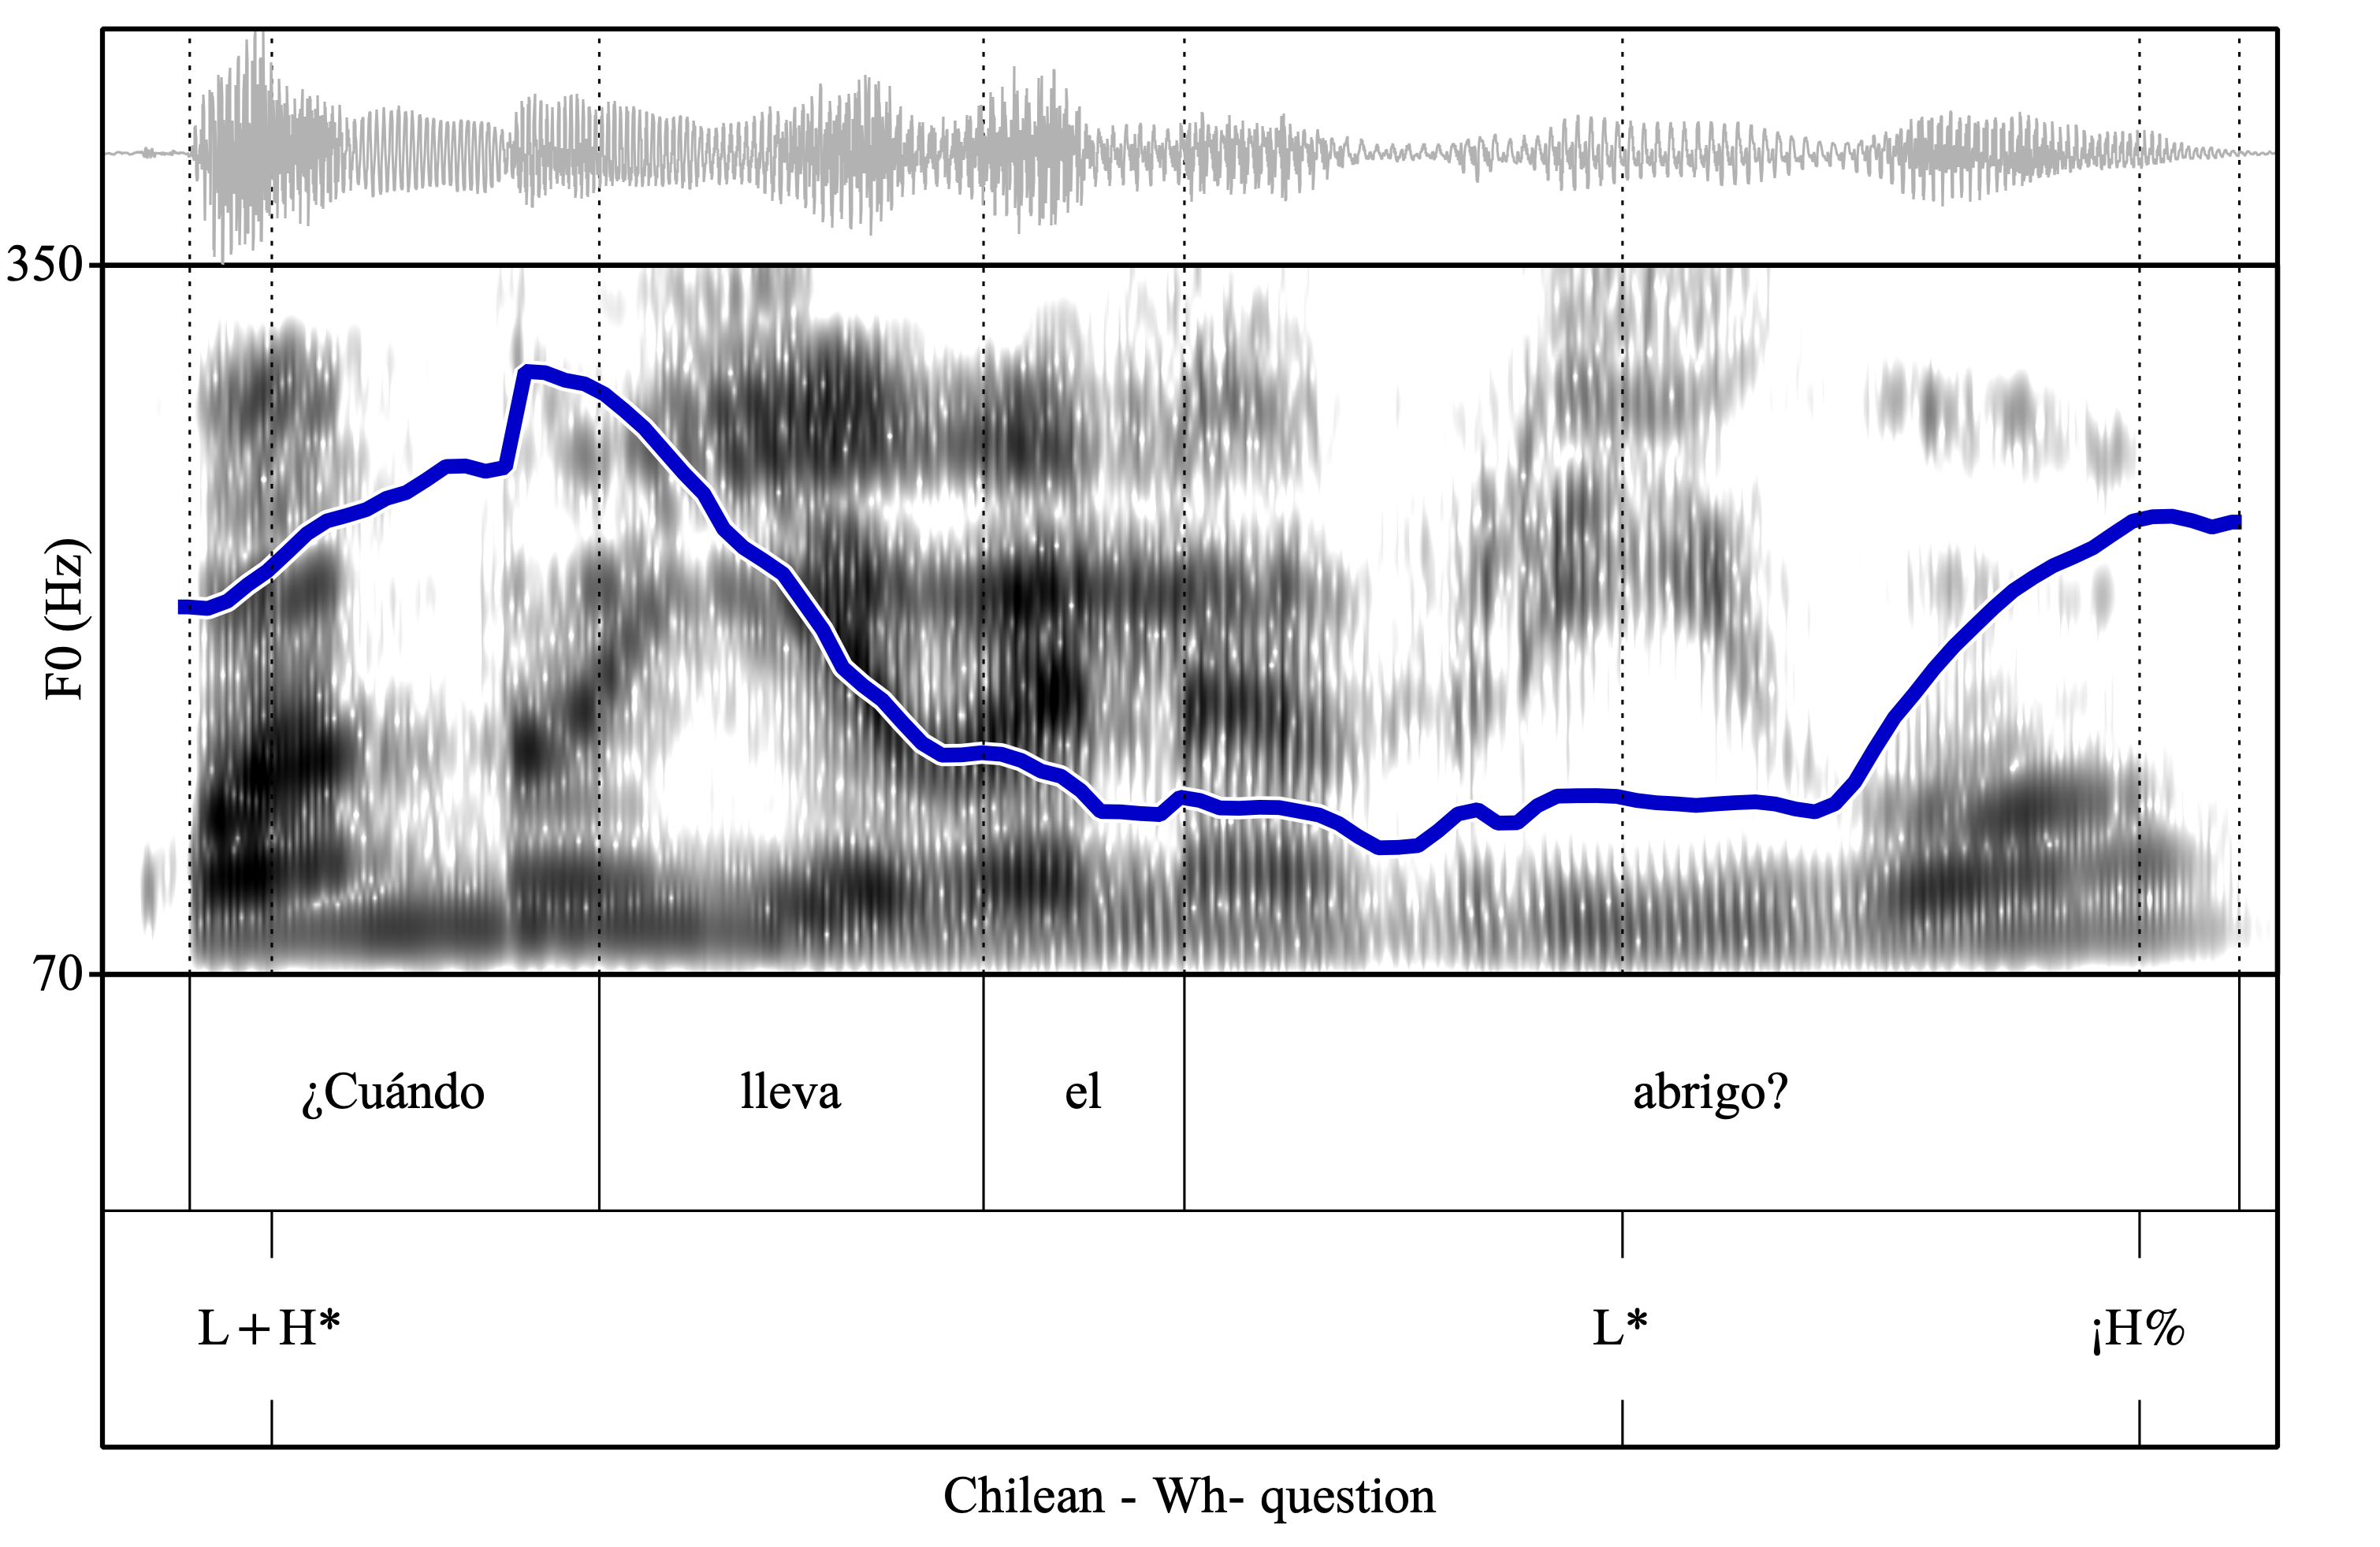 350
F0 (Hz)
70
¿Cuándo lleva el abrigo?
L+H* L* ¡H%
Chilean - Wh- question